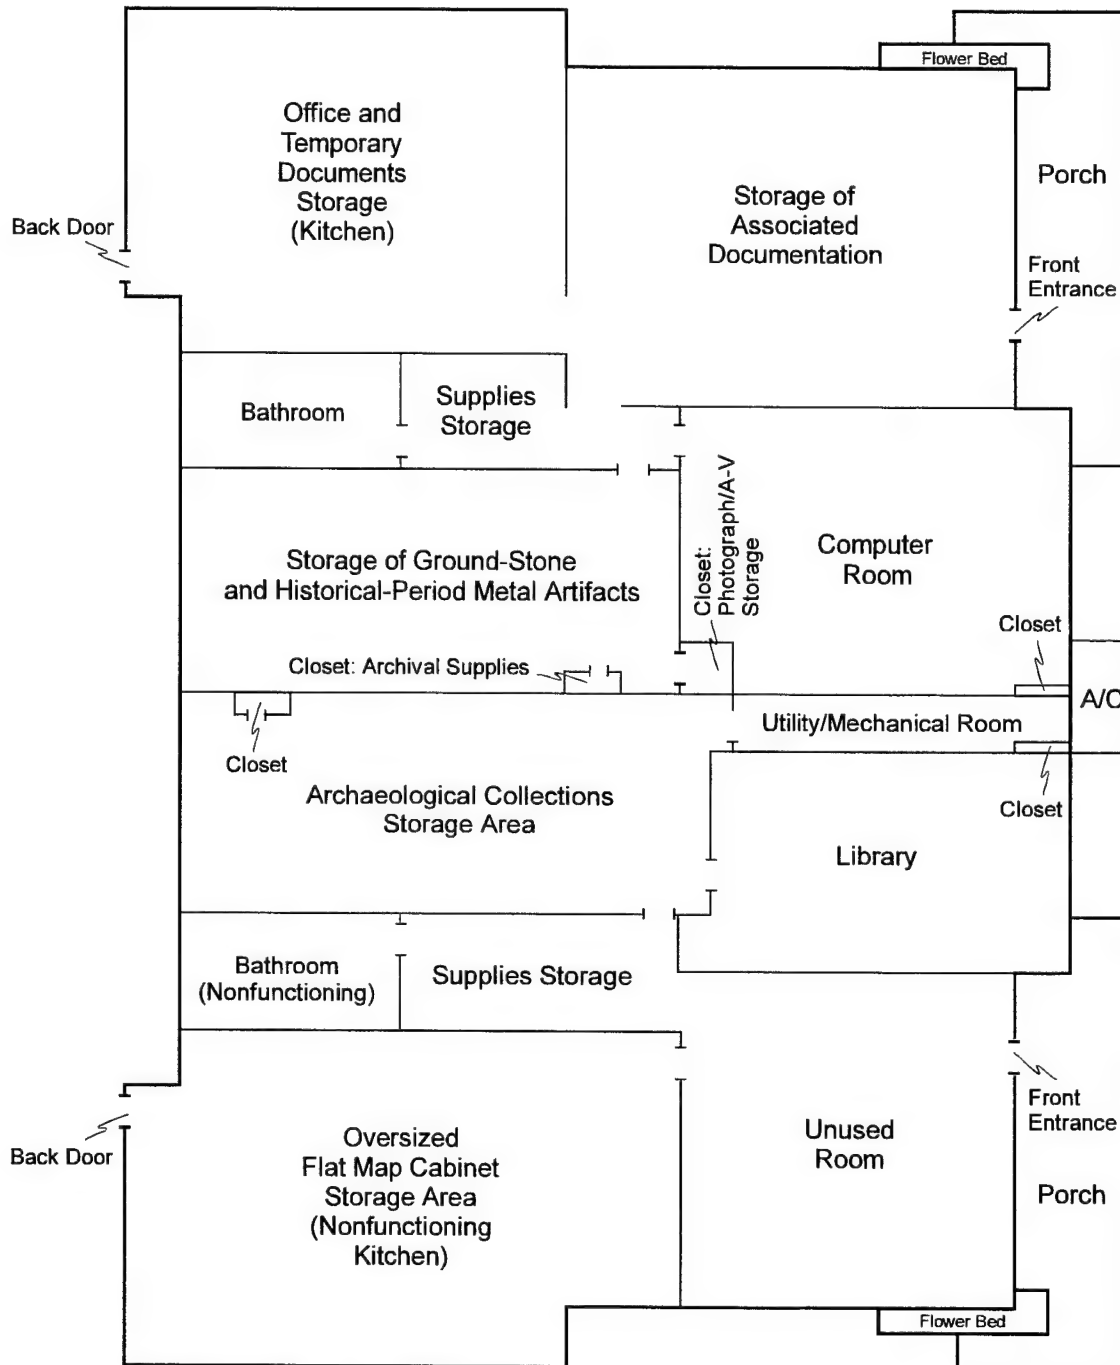 Flower Bed
Office and
Temporary
Documents
Storage
(Kitchen)
Storage of
Associated
Documentation
Porch
Back Door
Front
Entrance
Bathroom
Supplies
Storage
Closet:
Photograph/A-V
Storage
Computer
Room
Storage of Ground-Stone
and Historical-Period Metal Artifacts
Closet
Closet: Archival Supplies
A/C
Utility/Mechanical Room
Closet
Archaeological Collections
Storage Area
Closet
Library
Bathroom
(Nonfunctioning)
Supplies Storage
Front
Entrance
Back Door
Oversized
Flat Map Cabinet
Storage Area
(Nonfunctioning
Kitchen)
Unused
Room
Porch
Flower Bed